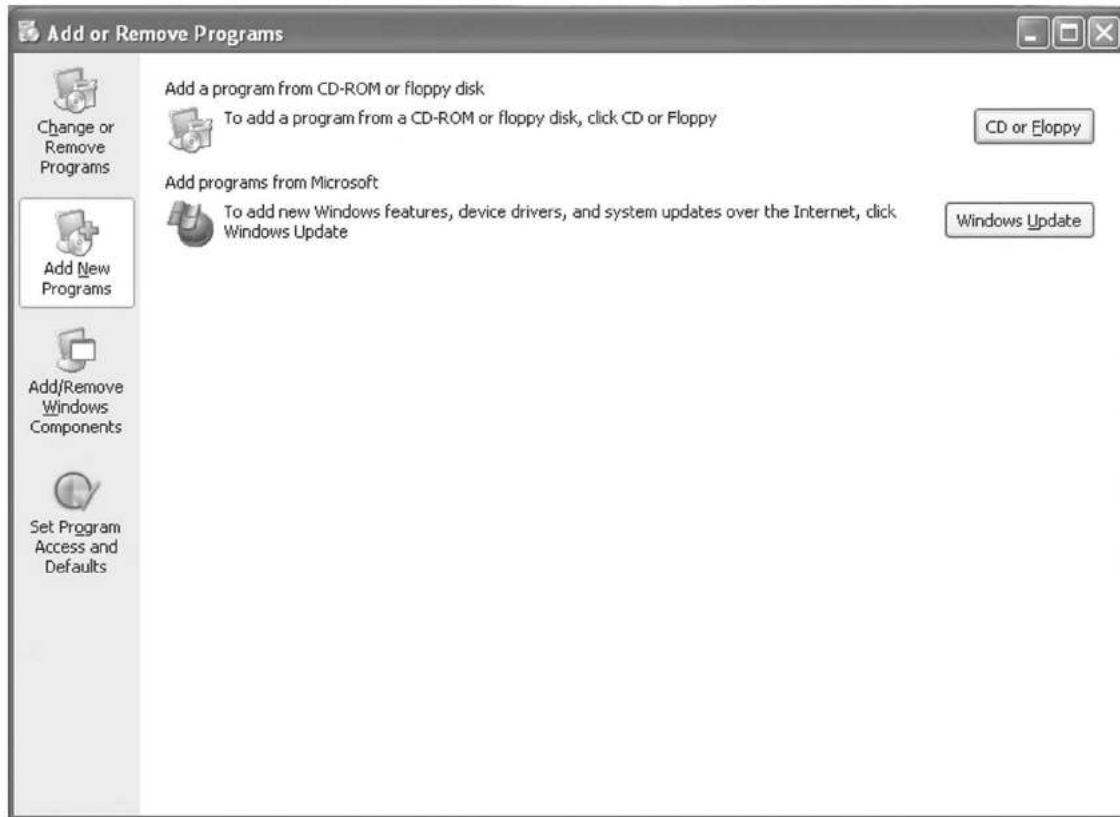 Add or Remove Programs
Change or
Remove
Programs
Add New
Programs
Add/Remove
Windows
Components
Set Program
Access and
Defaults
Add a program from CD-ROM or floppy disk
To add a program from a CD-ROM or floppy disk, click CD or Floppy
CD or Floppy
Add programs from Microsoft
To add new Windows features, device drivers, and system updates over the Internet, click
Windows Update
Windows Update